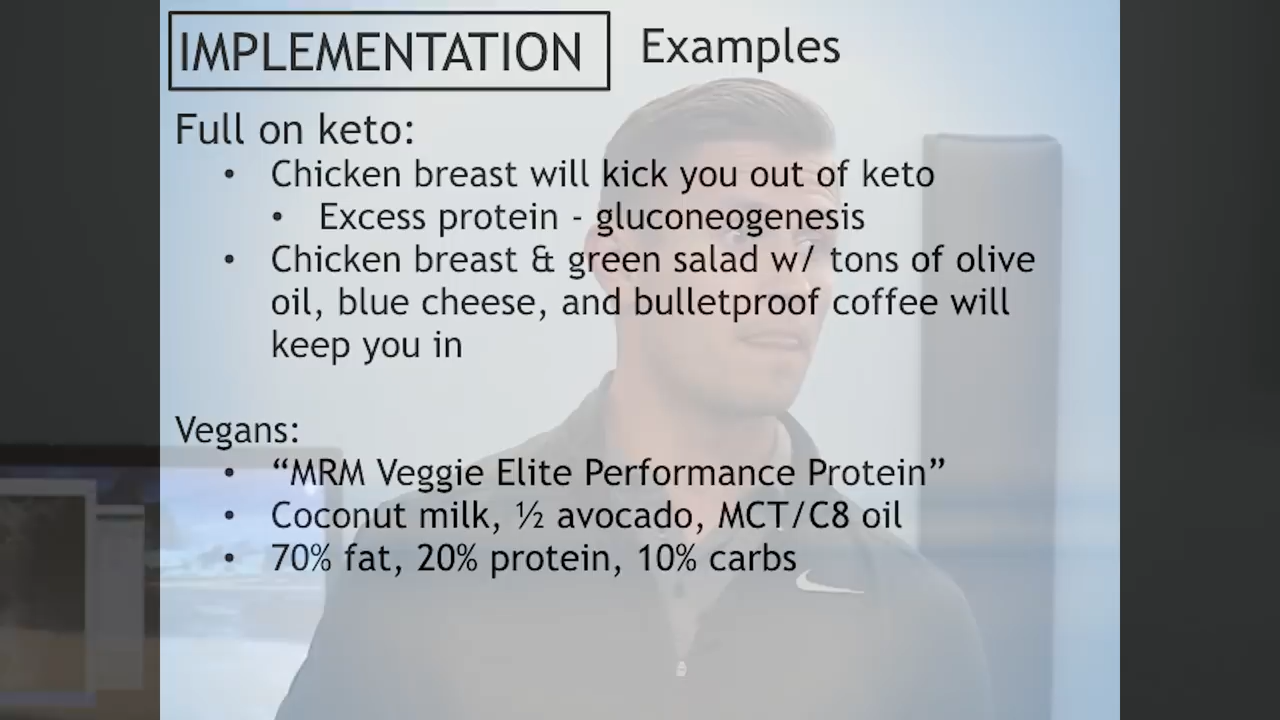 IMPLEMENTATION Examples
Full on keto:
• Chicken breast will kick you out of keto
• Excess protein - gluconeogenesis
• Chicken breast & green salad w/ tons of olive
oil, blue cheese, and bulletproof coffee will
keep you in
Vegans:
• “MRM Veggie Elite Performance Protein”
• Coconut milk, ½ avocado, MCT/C8 oil
• 70% fat, 20% protein, 10% carbs